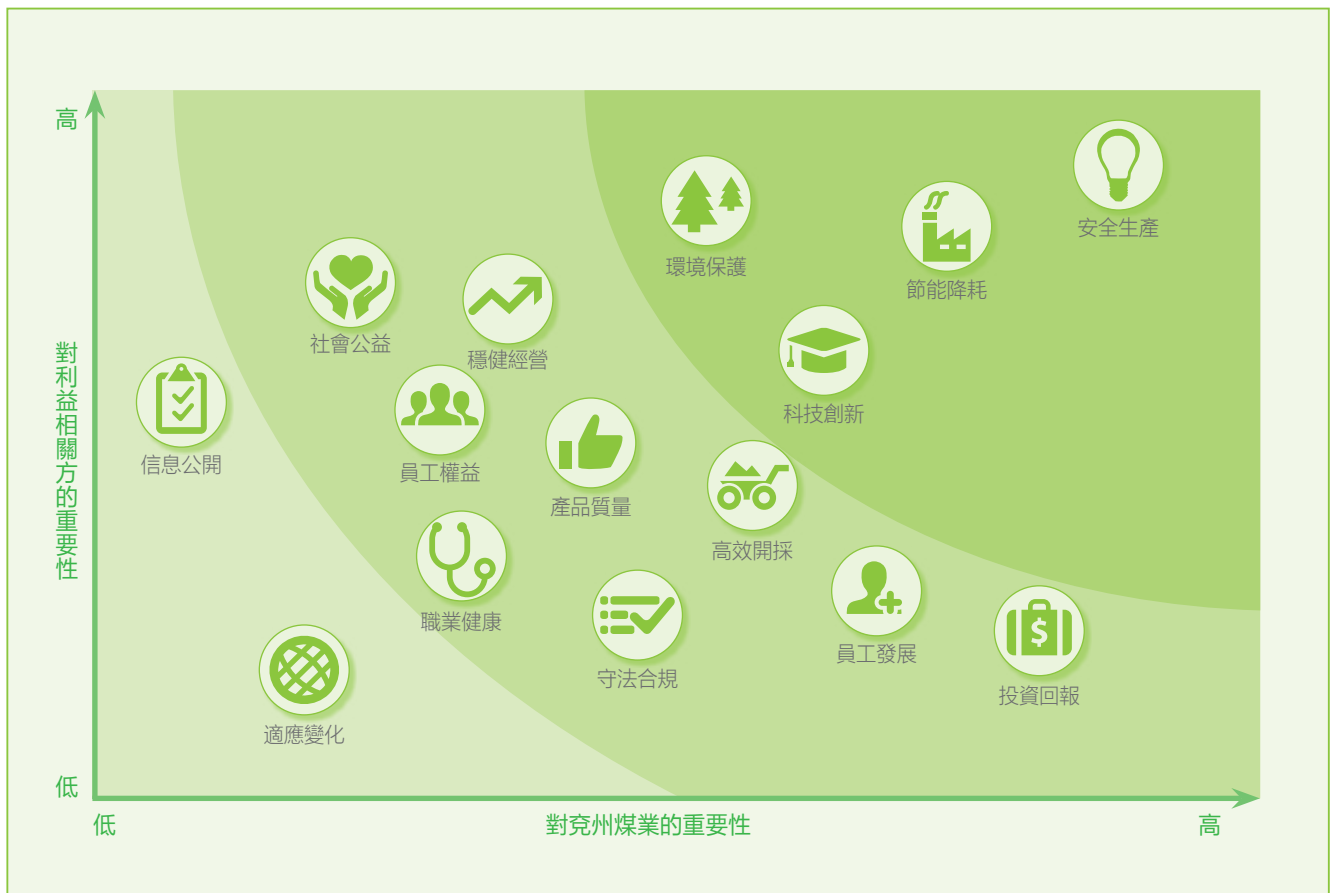 高
安全生產
環境保護
節能降耗
社會公益
穩健經營
對利益相關方的重要性
科技創新
信息公開
員工權益
產品質量
高效開採
職業健康
員工發展
守法合規
投資回報
適應變化
低
低
對兗州煤業的重要性
高
$